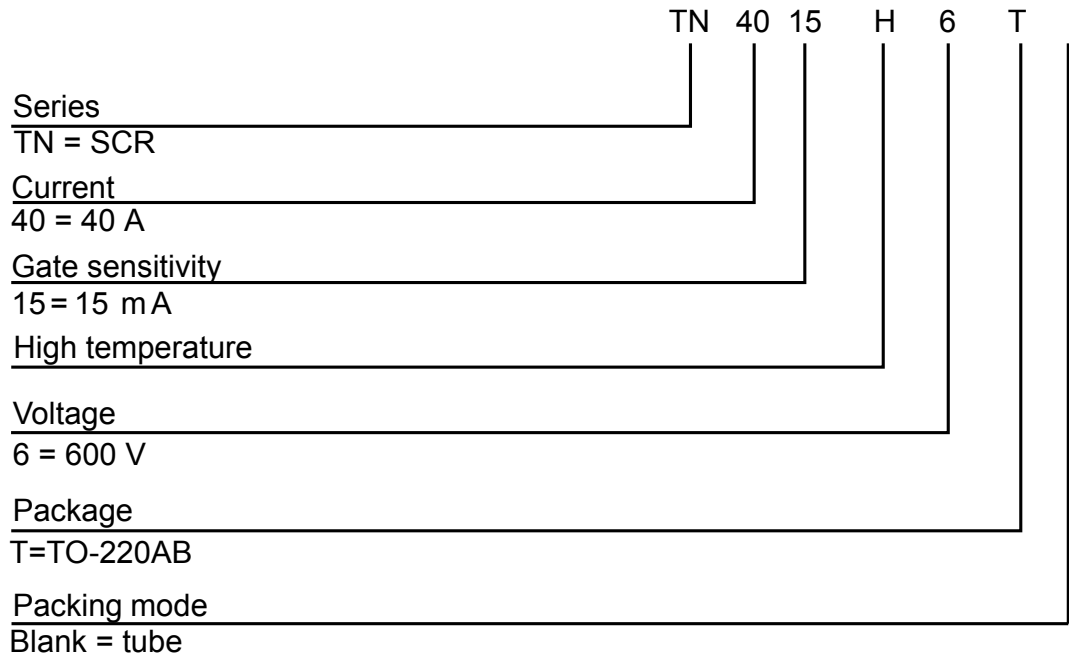 TN 40 15 H 6 T
Series
TN = SCR
Current
40 = 40 A
Gate sensitivity
15 = 15 mA
High temperature
Voltage
6 = 600 V
Package
T=TO-220AB
Packing mode
Blank = tube